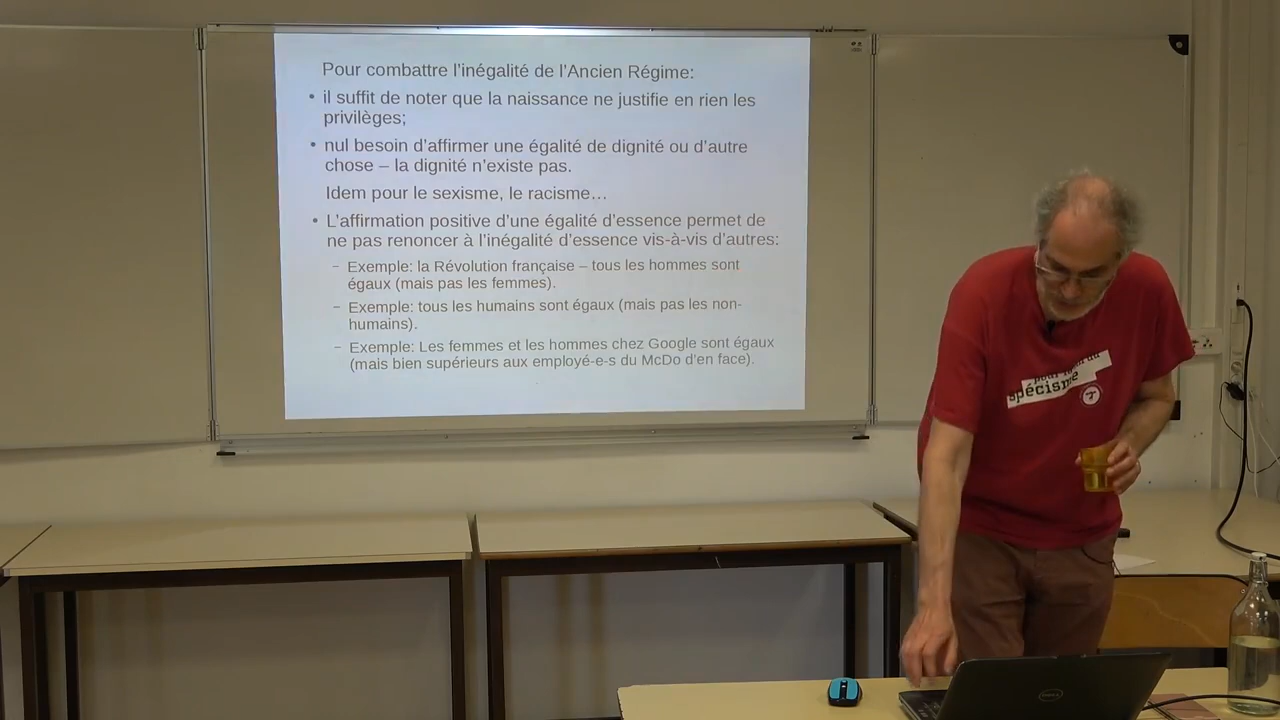 Pour combattre l'inégalité de l'Ancien Régime:
• il suffit de noter que la naissance ne justifie en rien les
privilèges;
• nul besoin d'affirmer une égalité de dignité ou d'autre
chose – la dignité n'existe pas.
Idem pour le sexisme, le racisme…
• L'affirmation positive d'une égalité d'essence permet de
ne pas renoncer à l'inégalité d'essence vis-à-vis d'autres:
– Exemple: la Révolution française – tous les hommes sont
égaux (mais pas les femmes).
– Exemple: tous les humains sont égaux (mais pas les non-
humains).
– Exemple: Les femmes et les hommes chez Google sont égaux
(mais bien supérieurs aux employé-e-s du McDo d'en face).
pour
spécisme
DELL